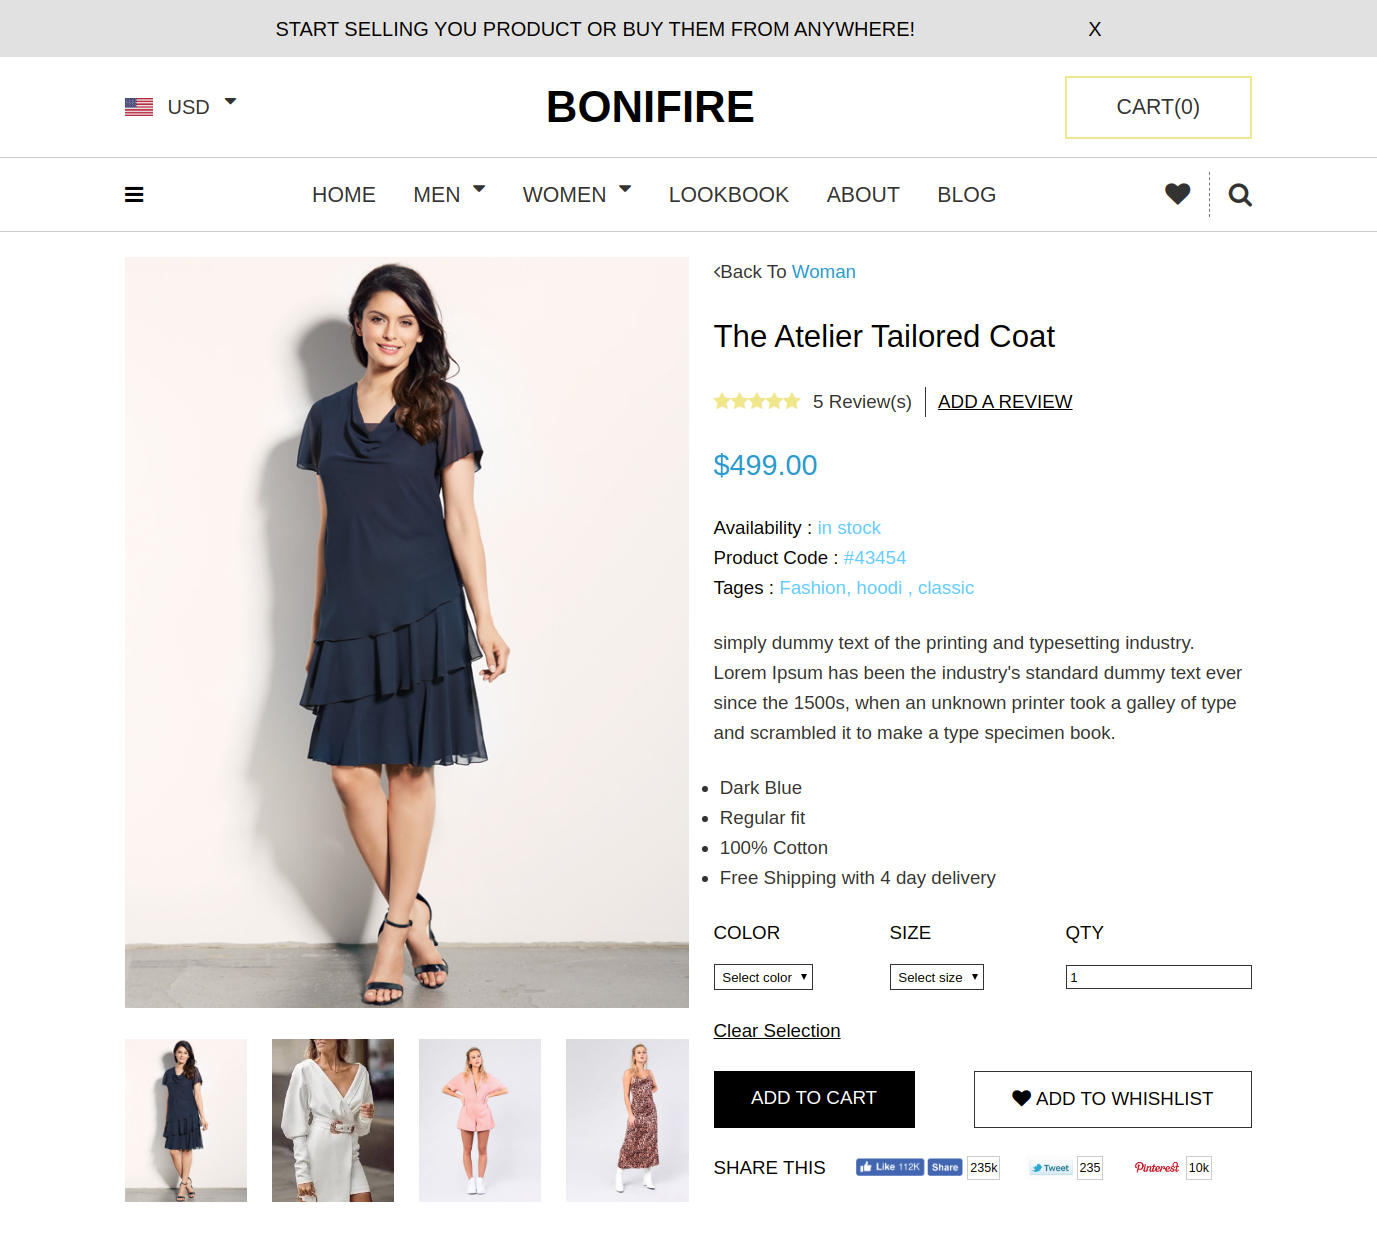 START SELLING YOU PRODUCT OR BUY THEM FROM ANYWHERE! X
USD BONIFIRE CART(0)
HOME MEN WOMEN LOOKBOOK ABOUT BLOG
Back To Woman
The Atelier Tailored Coat
5 Review(s) ADD A REVIEW
$499.00
Availability : in stock
Product Code : #43454
Tages : Fashion, hoodi , classic
simply dummy text of the printing and typesetting industry.
Lorem Ipsum has been the industry's standard dummy text ever
since the 1500s, when an unknown printer took a galley of type
and scrambled it to make a type specimen book.
Dark Blue
Regular fit
100% Cotton
Free Shipping with 4 day delivery
COLOR SIZE QTY
Select color Select size 1
Clear Selection
ADD TO CART ADD TO WHISHLIST
SHARE THIS Like 112K Share 235k Tweet 235 Pinterest 10k